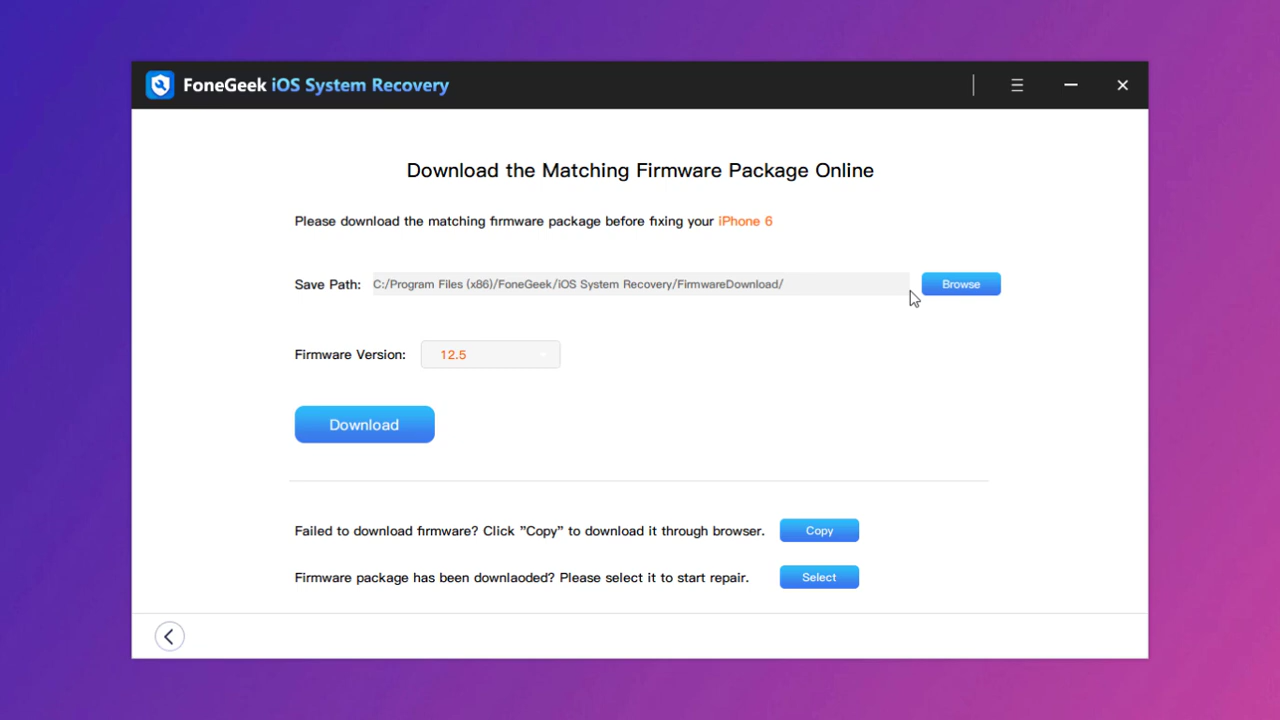 FoneGeek iOS System Recovery
Download the Matching Firmware Package Online
Please download the matching firmware package before fixing your iPhone 6
Save Path: C:/Program Files (x86)/FoneGeek/iOS System Recovery/FirmwareDownload/ Browse
Firmware Version: 12.5
Download
Failed to download firmware? Click "Copy" to download it through browser. Copy
Firmware package has been downlaoded? Please select it to start repair. Select